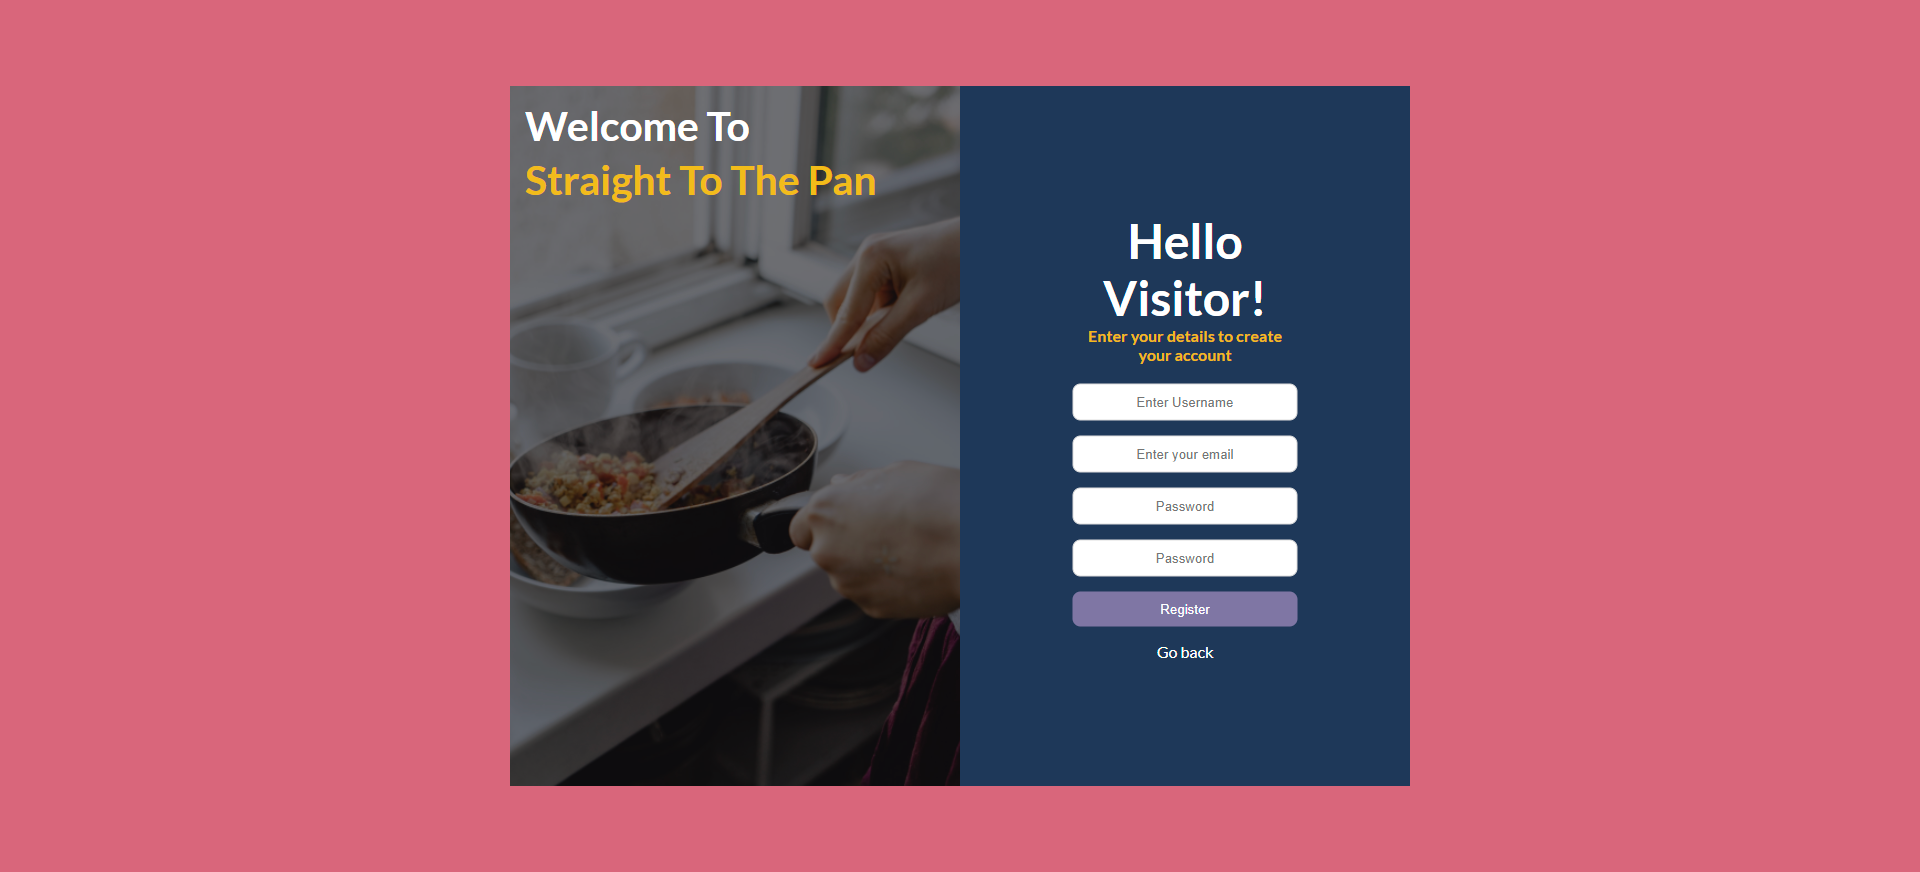 Welcome To
Straight To The Pan
Hello
Visitor!
Enter your details to create
your account
Enter Username
Enter your email
Password
Password
Register
Go back